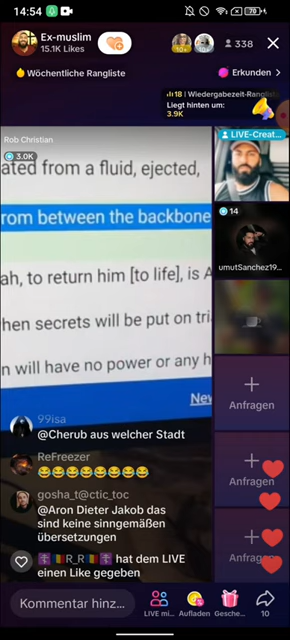 14:54
70
Ex-muslim
15.1K Likes
10+
10+
338
Wöchentliche Rangliste
Erkunden
18 | Wiedergabezeit-Ranglis
Liegt hinten um:
3.9K
LIVE-Creat...
Rob Christian
3.0K
ated from a fluid, ejected,
rom between the backbone
ah, to return him [to life], is A
hen secrets will be put on tri
n will have no power or any h
New
14
umutSanchez19...
Anfragen
Anfragen
Anfragen
99isa
@Cherub aus welcher Stadt
ReFreezer
😂😂😂😂😂😂😂😂
gosha_t@ctic_toc
@Aron Dieter Jakob das
sind keine sinngemäßen
übersetzungen
R_R hat dem LIVE
einen Like gegeben
Kommentar hinz...
LIVE mi...
Aufladen
Gesche...
10